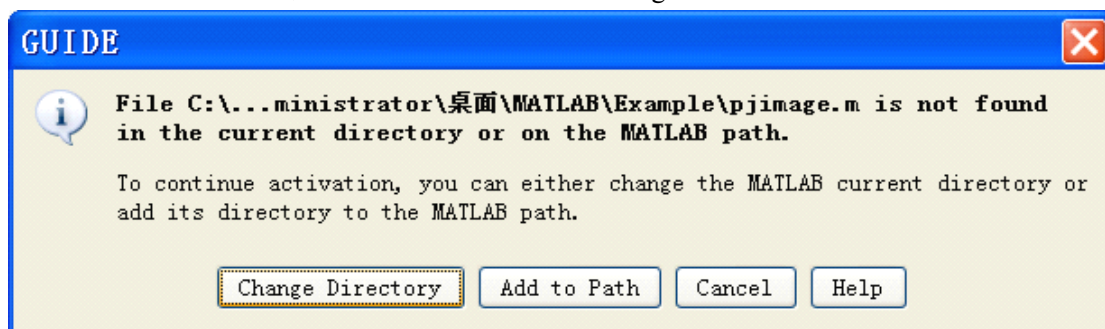 GUIDE
File C:\...ministrator\桌面\MATLAB\Example\pjimage.m is not found
in the current directory or on the MATLAB path.
To continue activation, you can either change the MATLAB current directory or
add its directory to the MATLAB path.
Change Directory Add to Path Cancel Help